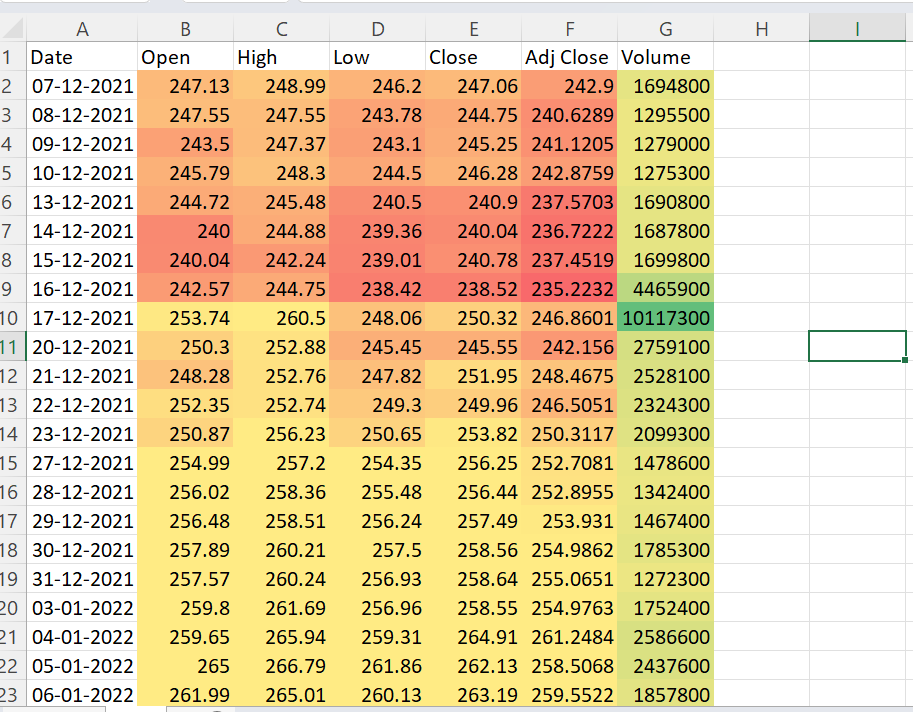 A B C D E F G H I
1 Date Open High Low Close Adj Close Volume
2 07-12-2021 247.13 248.99 246.2 247.06 242.9 1694800
3 08-12-2021 247.55 247.55 243.78 244.75 240.6289 1295500
4 09-12-2021 243.5 247.37 243.1 245.25 241.1205 1279000
5 10-12-2021 245.79 248.3 244.5 246.28 242.8759 1275300
6 13-12-2021 244.72 245.48 240.5 240.9 237.5703 1690800
7 14-12-2021 240 244.88 239.36 240.04 236.7222 1687800
8 15-12-2021 240.04 242.24 239.01 240.78 237.4519 1699800
9 16-12-2021 242.57 244.75 238.42 238.52 235.2232 4465900
10 17-12-2021 253.74 260.5 248.06 250.32 246.8601 10117300
11 20-12-2021 250.3 252.88 245.45 245.55 242.156 2759100
12 21-12-2021 248.28 252.76 247.82 251.95 248.4675 2528100
13 22-12-2021 252.35 252.74 249.3 249.96 246.5051 2324300
14 23-12-2021 250.87 256.23 250.65 253.82 250.3117 2099300
15 27-12-2021 254.99 257.2 254.35 256.25 252.7081 1478600
16 28-12-2021 256.02 258.36 255.48 256.44 252.8955 1342400
17 29-12-2021 256.48 258.51 256.24 257.49 253.931 1467400
18 30-12-2021 257.89 260.21 257.5 258.56 254.9862 1785300
19 31-12-2021 257.57 260.24 256.93 258.64 255.0651 1272300
20 03-01-2022 259.8 261.69 256.96 258.55 254.9763 1752400
21 04-01-2022 259.65 265.94 259.31 264.91 261.2484 2586600
22 05-01-2022 265 266.79 261.86 262.13 258.5068 2437600
23 06-01-2022 261.99 265.01 260.13 263.19 259.5522 1857800